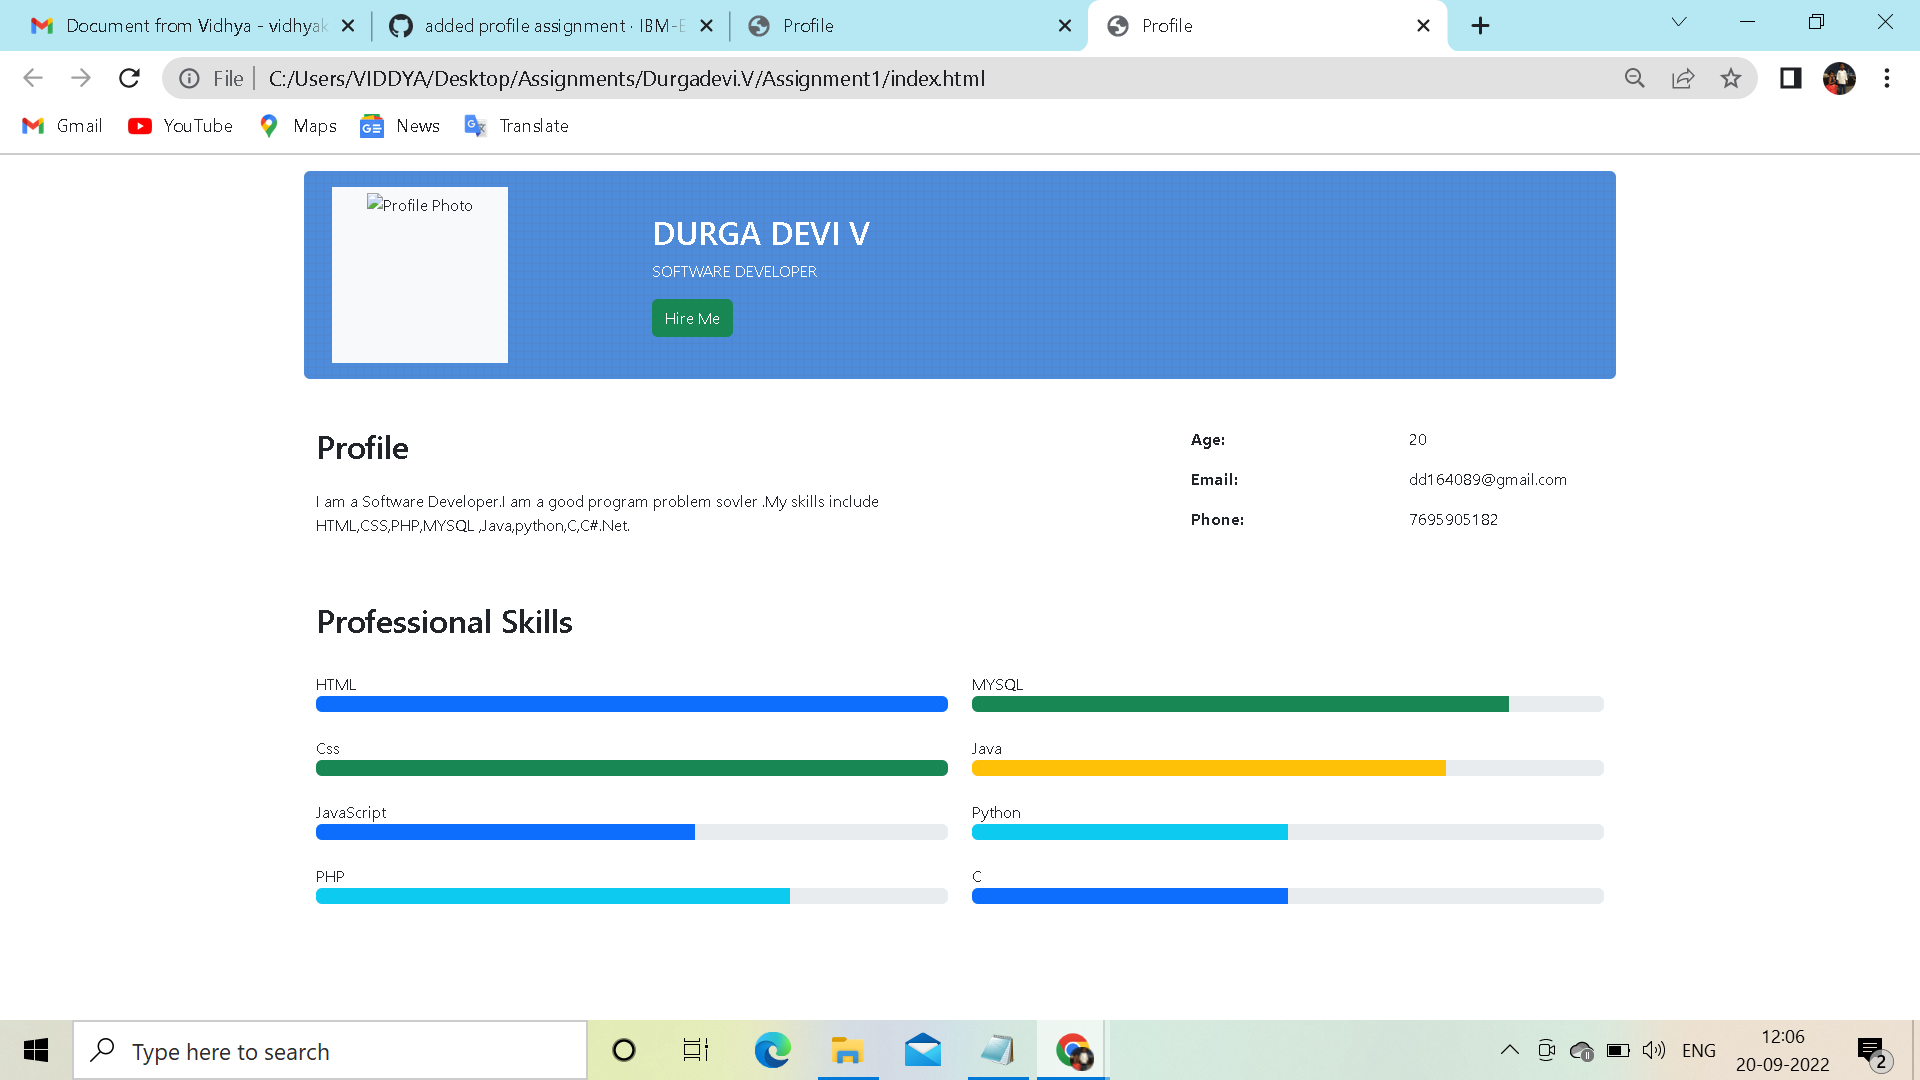 Document from Vidhya - vidhyak
added profile assignment · IBM-E
Profile
Profile
File
C:/Users/VIDDYA/Desktop/Assignments/Durgadevi.V/Assignment1/index.html
Gmail
YouTube
Maps
News
Translate
Profile Photo
DURGA DEVI V
SOFTWARE DEVELOPER
Hire Me
Profile
I am a Software Developer.I am a good program problem sovler .My skills include
HTML,CSS,PHP,MYSQL ,Java,python,C,C#.Net.
Age: 20
Email: dd164089@gmail.com
Phone: 7695905182
Professional Skills
HTML
MYSQL
Css
Java
JavaScript
Python
PHP
C
Type here to search
ENG
12:06
20-09-2022
2